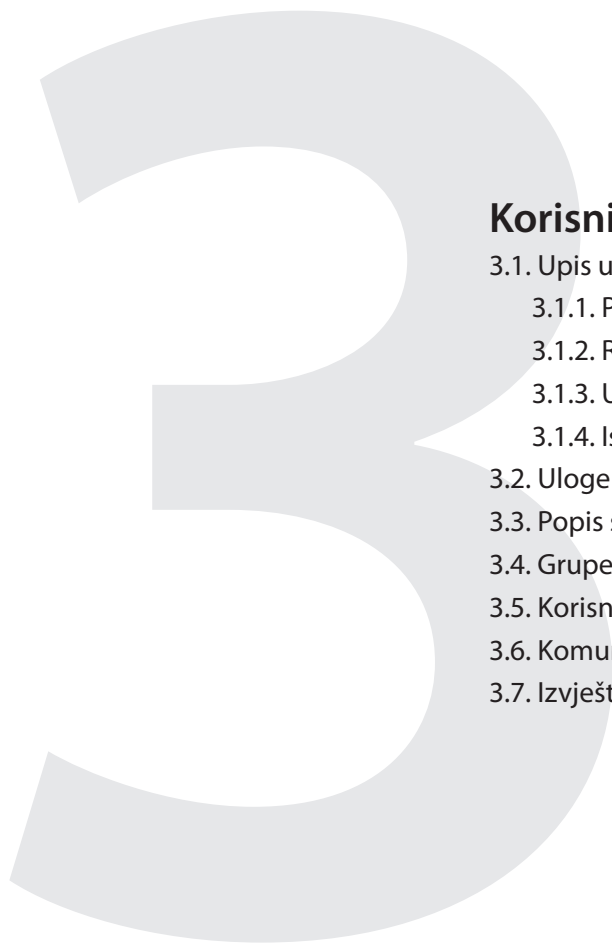 3
Korisni
3.1. Upis u
3.1.1. P
3.1.2. R
3.1.3. U
3.1.4. Is
3.2. Uloge
3.3. Popis s
3.4. Grupe
3.5. Korisn
3.6. Komu
3.7. Izvješt